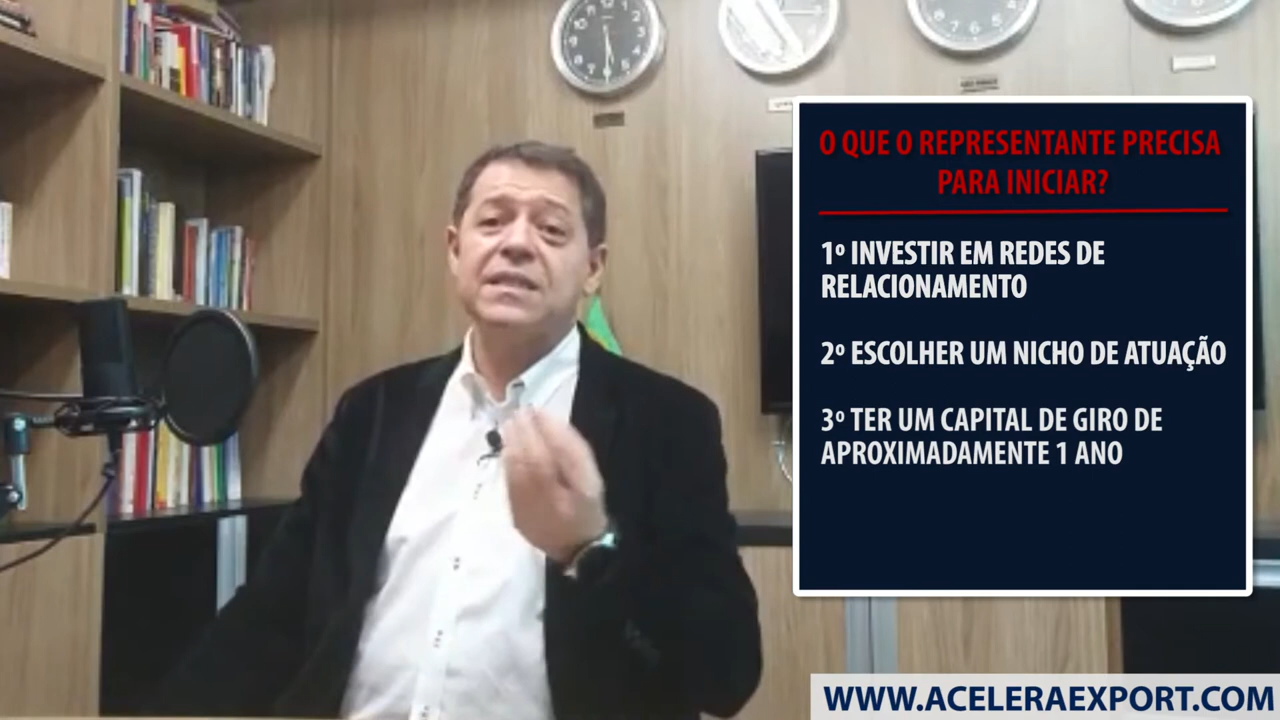 O QUE O REPRESENTANTE PRECISA
PARA INICIAR?
1º INVESTIR EM REDES DE
RELACIONAMENTO
2º ESCHOLHER UM NICHO DE ATUAÇÃO
3º TER UM CAPITAL DE GIRO DE
APROXIMADAMENTE 1 ANO
WWW.ACELERAEXPORT.COM